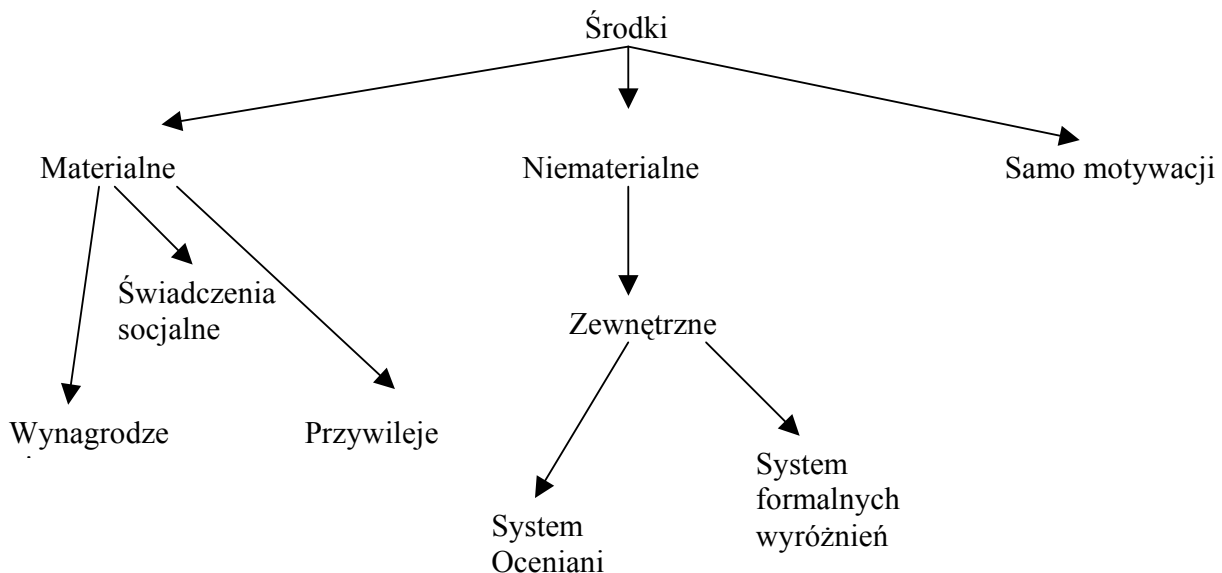 Środki
Materialne
Niematerialne
Samo motywacji
Świadczenia
socjalne
Zewnętrzne
Wynagrodze
Przywileje
System
formalnych
wyróżnień
System
Oceniani